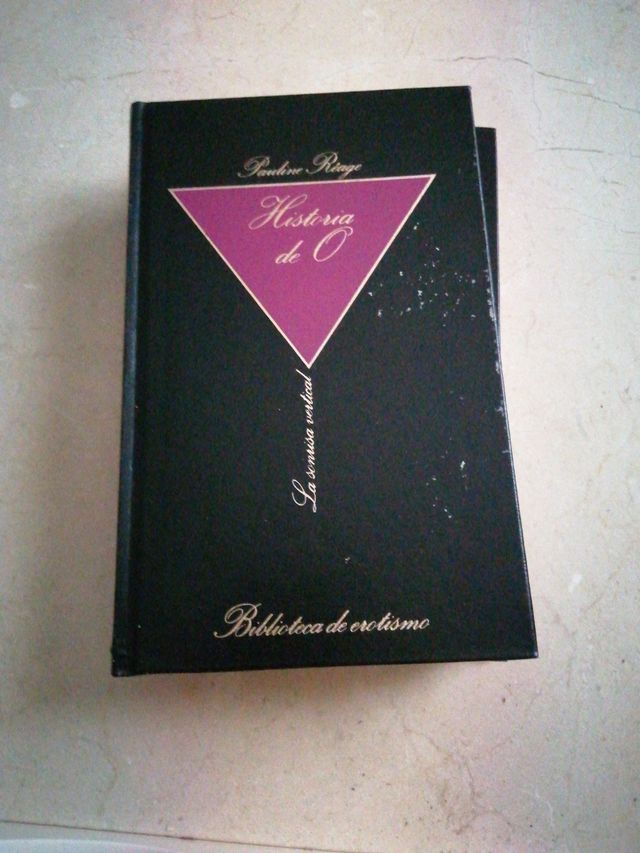 Pauline Réage
Historia
de O
La sonrisa vertical
Biblioteca de erotismo